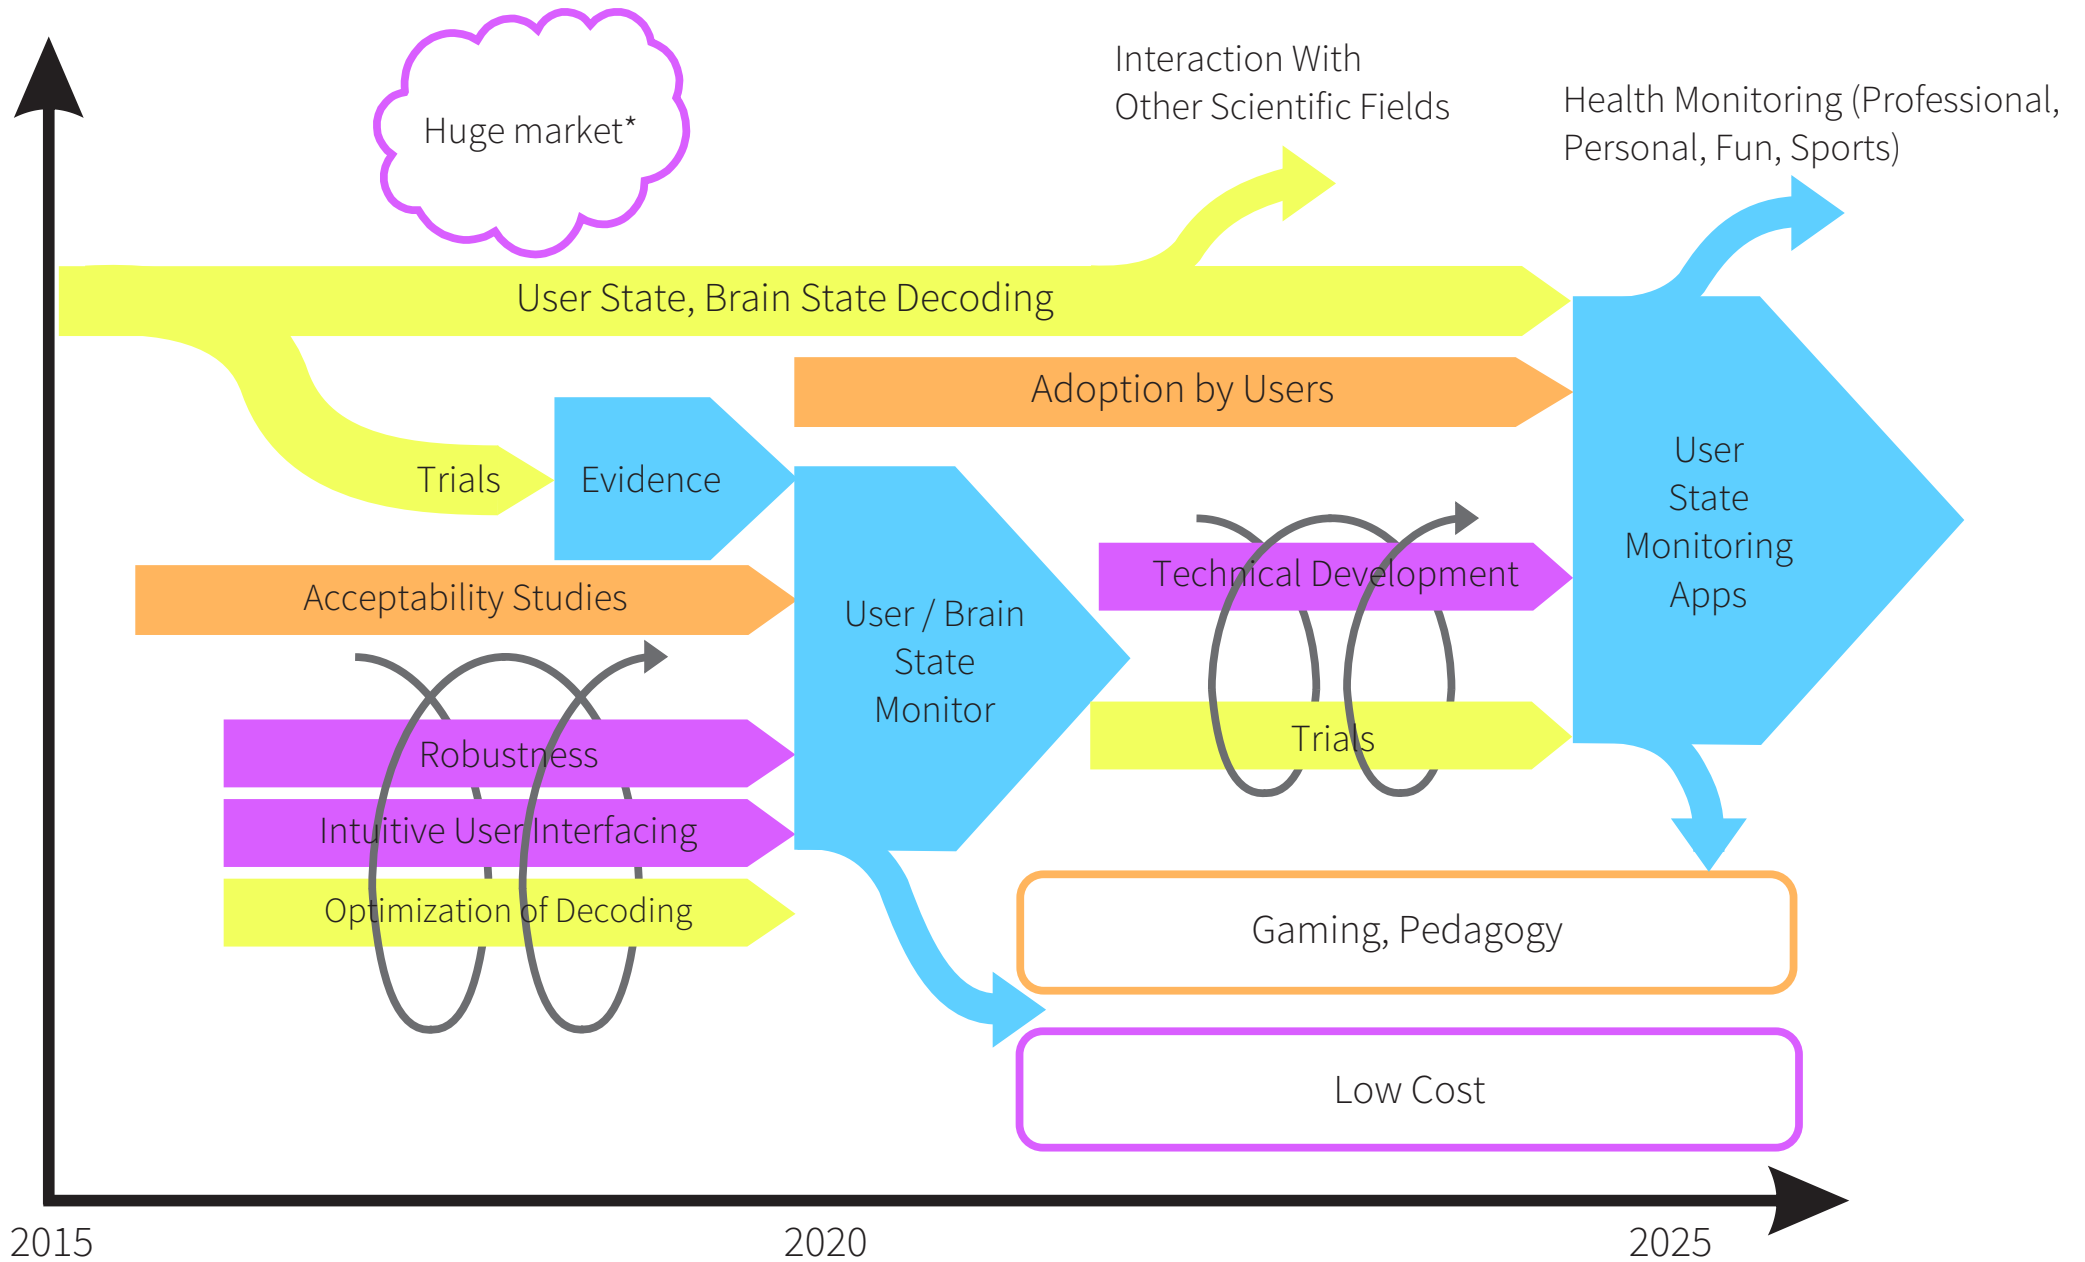 Huge market*
Interaction With
Other Scientific Fields
Health Monitoring (Professional,
Personal, Fun, Sports)
User State, Brain State Decoding
Adoption by Users
Trials
Evidence
Acceptability Studies
Robustness
Intuitive User Interfacing
Optimization of Decoding
User / Brain
State
Monitor
Technical Development
Trials
User
State
Monitoring
Apps
Gaming, Pedagogy
Low Cost
2015
2020
2025